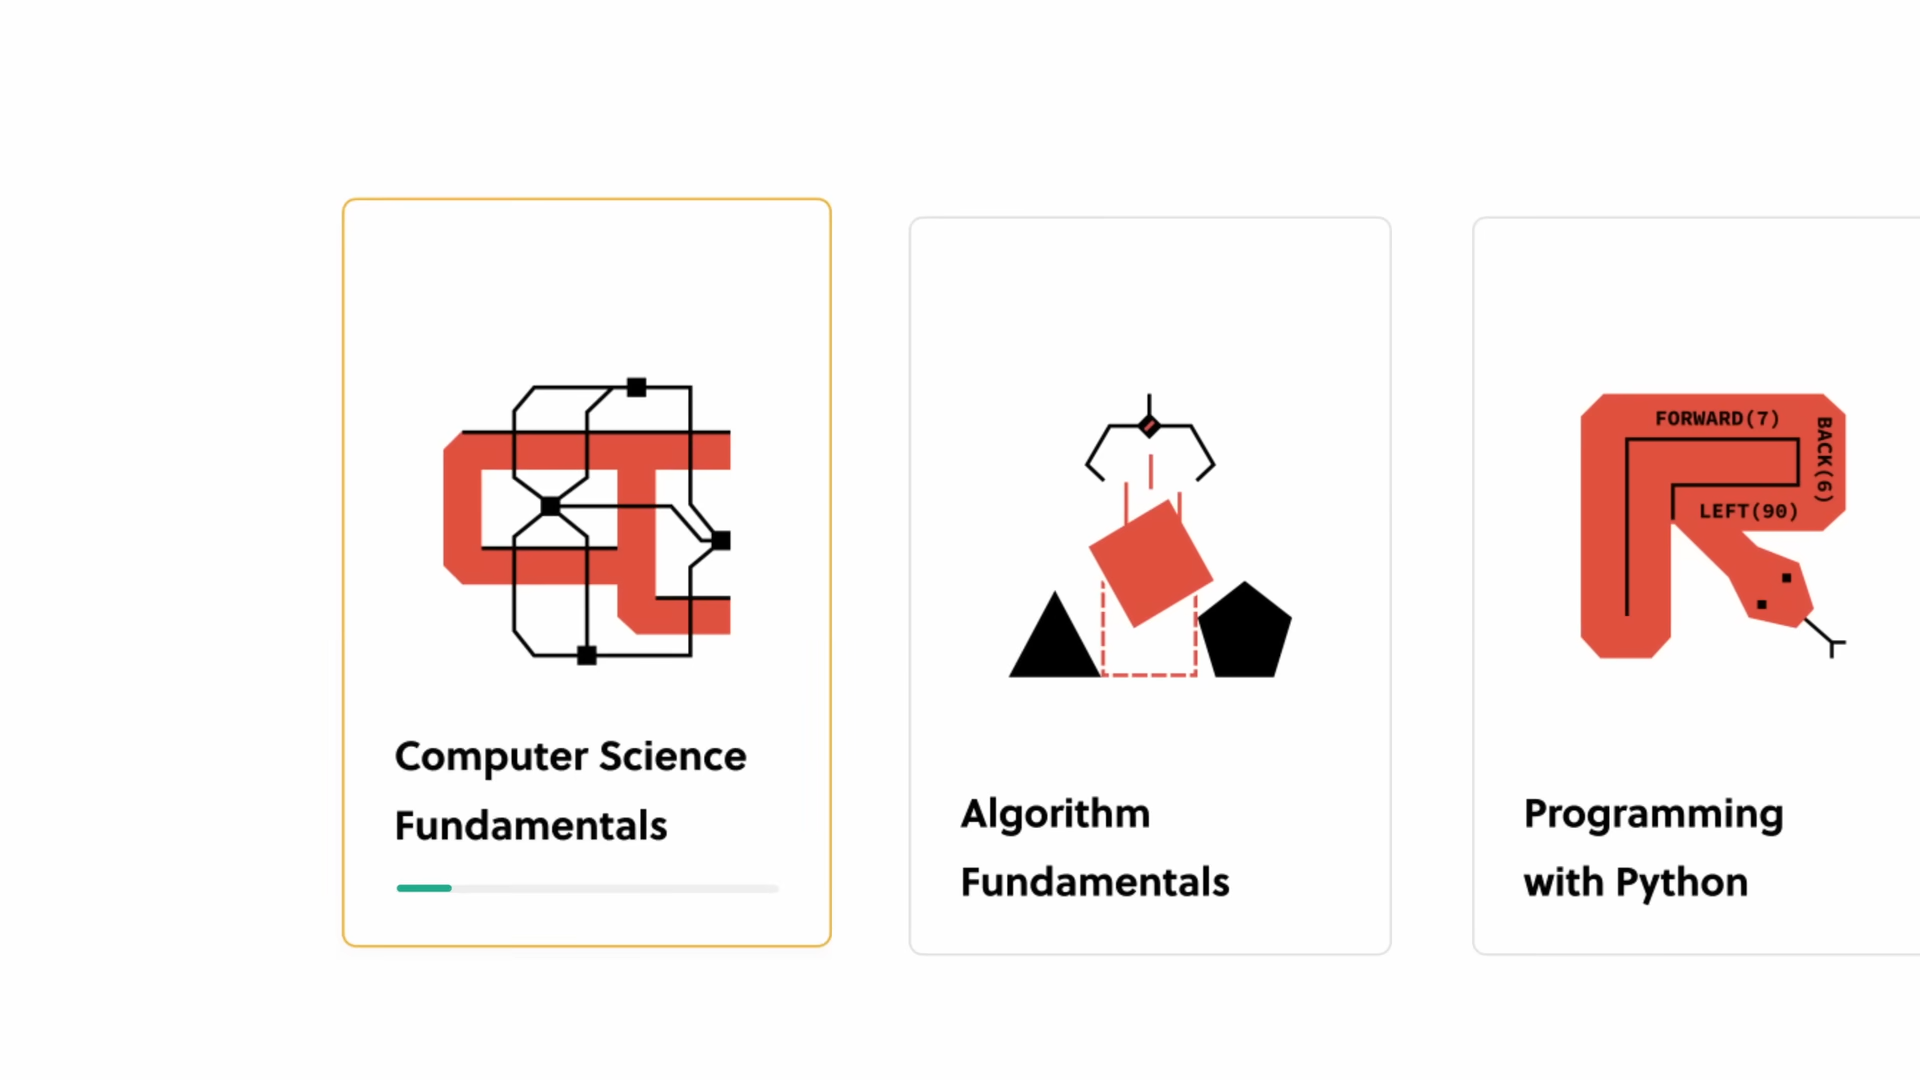 Computer Science
Fundamentals
Algorithm
Fundamentals
FORWARD(7)
BACK(6)
LEFT(90)
Programming
with Python